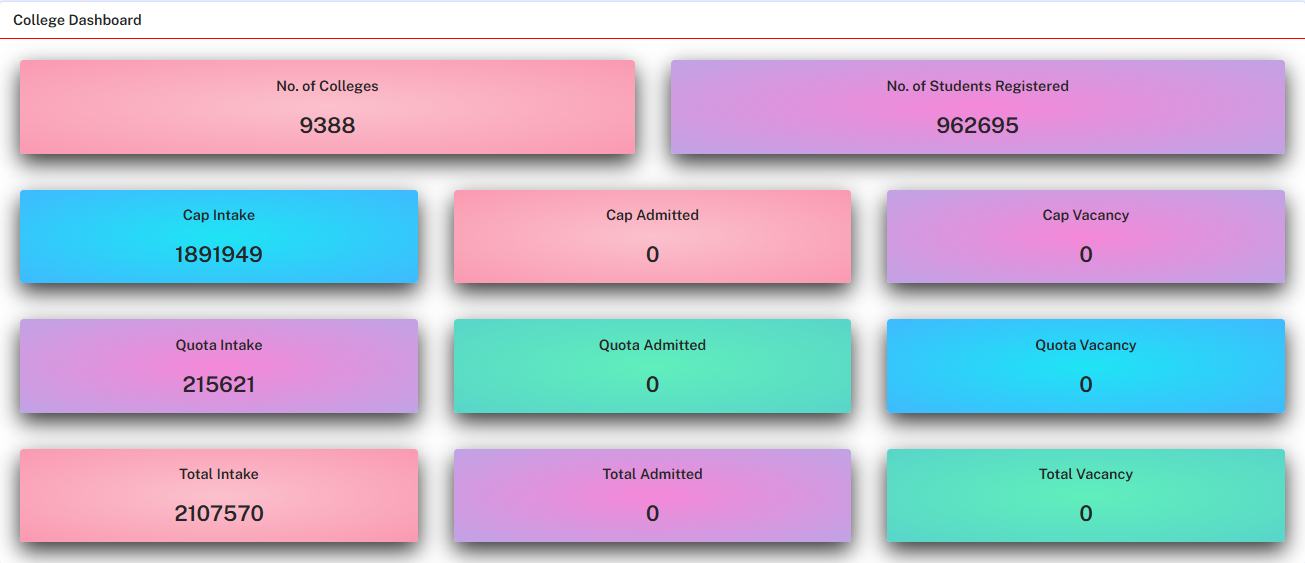 College Dashboard
No. of Colleges
9388
No. of Students Registered
962695
Cap Intake
1891949
Cap Admitted
0
Cap Vacancy
0
Quota Intake
215621
Quota Admitted
0
Quota Vacancy
0
Total Intake
2107570
Total Admitted
0
Total Vacancy
0